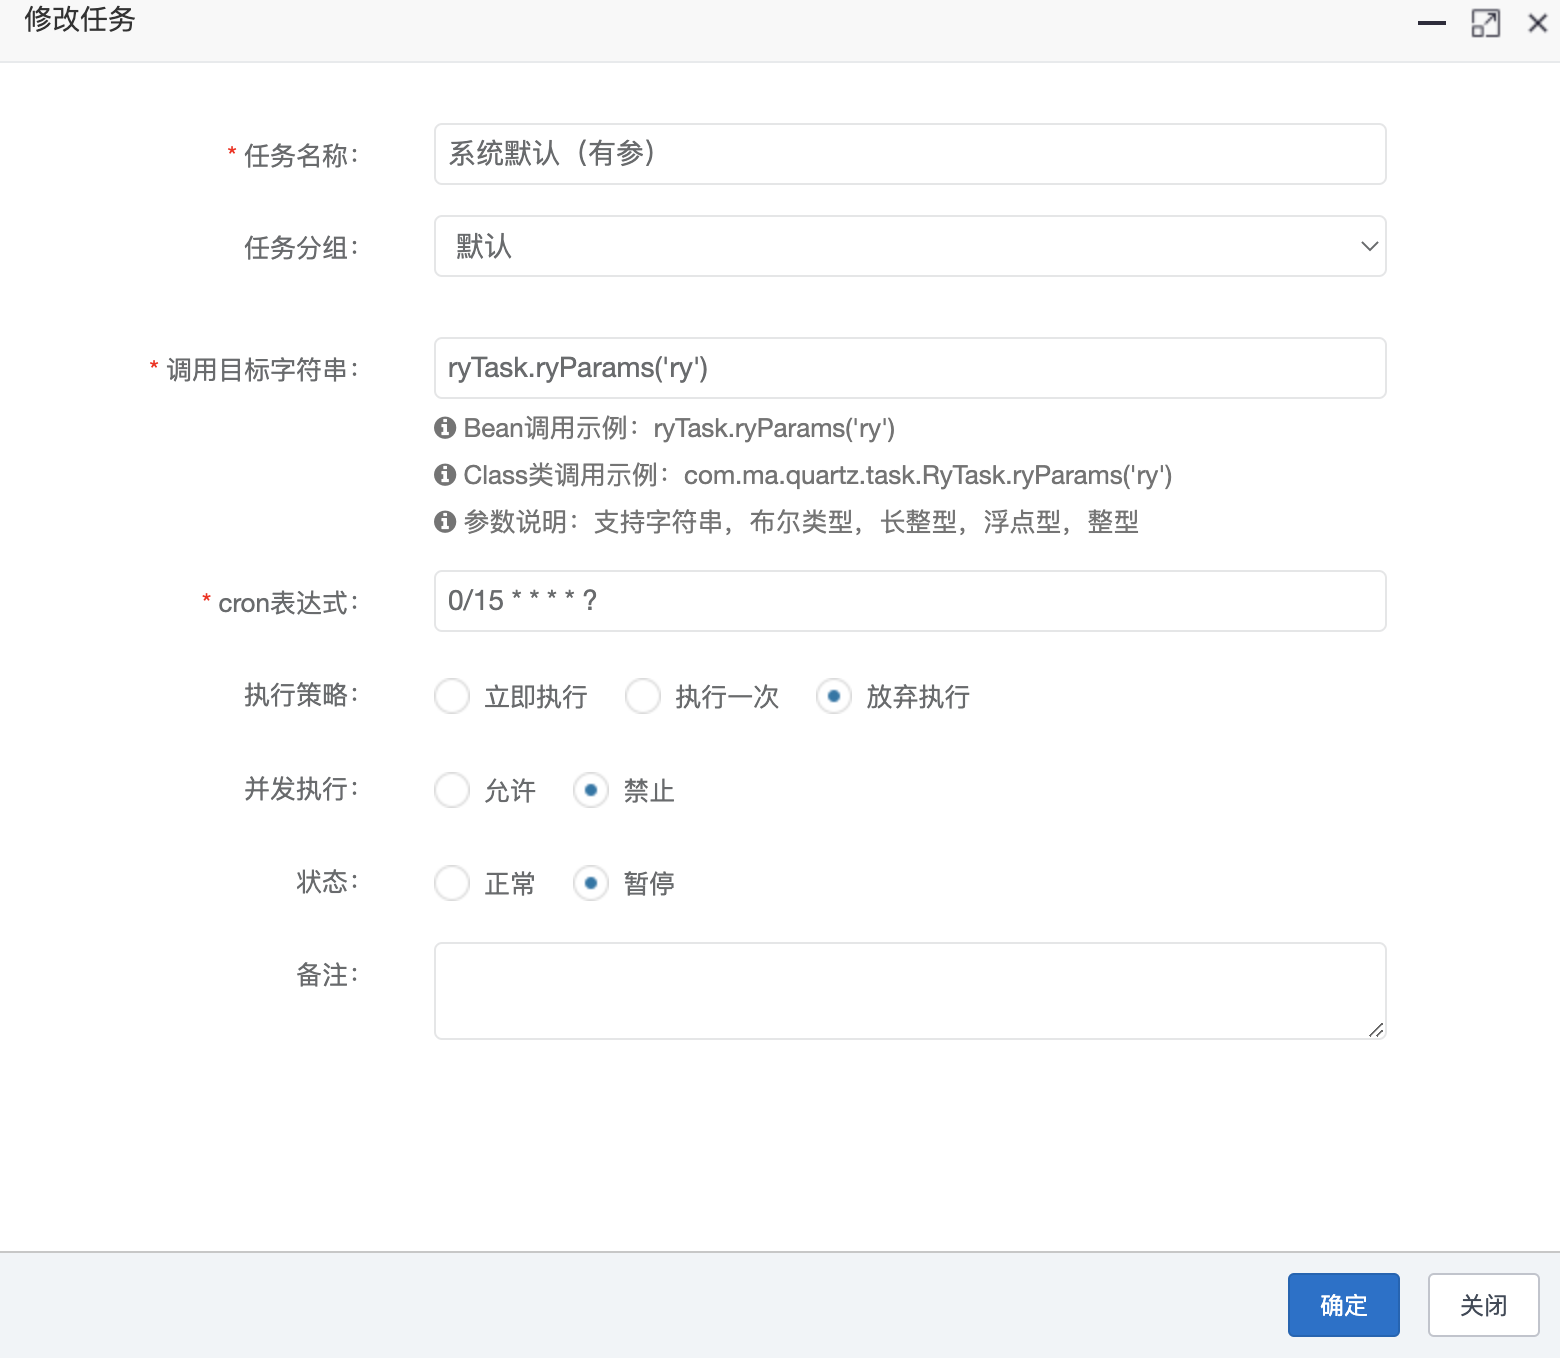 修改任务
* 任务名称： 系统默认（有参）
任务分组： 默认
* 调用目标字符串： ryTask.ryParams('ry')
Bean调用示例：ryTask.ryParams('ry')
Class类调用示例：com.ma.quartz.task.RyTask.ryParams('ry')
参数说明：支持字符串，布尔类型，长整型，浮点型，整型
* cron表达式： 0/15 * * * * ?
执行策略： 立即执行 执行一次 放弃执行
并发执行： 允许 禁止
状态： 正常 暂停
备注：
确定 关闭